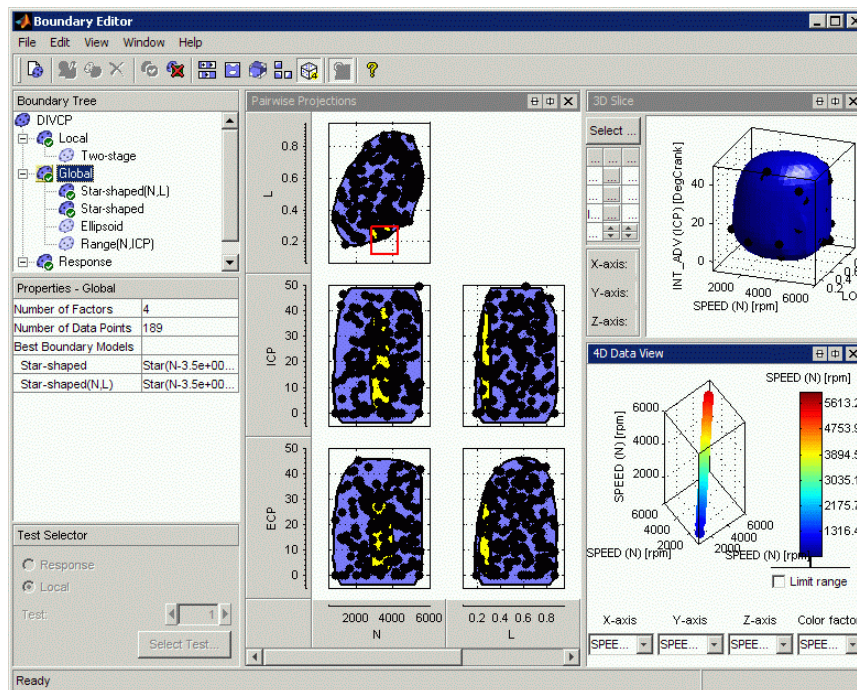 Boundary Editor
File Edit View Window Help
Boundary Tree
DIVCP
Local
Two-stage
Global
Star-shaped(N,L)
Star-shaped
Ellipsoid
Range(N,ICP)
Response
Properties - Global
Number of Factors 4
Number of Data Points 189
Best Boundary Models
Star-shaped Star(N-3.5e+00...
Star-shaped(N,L) Star(N-3.5e+00...
Test Selector
Response
Local
Test: 1
Select Test...
Pairwise Projections
0.8
0.6
0.4
0.2
L
50
40
30
20
10
0
ICP
50
40
30
20
10
0
ECP
2000 4000 6000
N
0.2 0.4 0.6 0.8
L
3D Slice
Select ...
... ... ...
... ...
... ...
l... ...
X-axis:
Y-axis:
Z-axis:
INT_ADV (ICP) [DegCrank]
40
20
0
2000 4000 6000
SPEED (N) [rpm]
0.2 0.4 0.8
4D Data View
SPEED (N) [rpm]
5613.2
4753.9
3894.5
3035.1
1316.4
SPEED (N) [rpm]
6000
4000
2000
6000 4000 2000
2000 4000 6000
SPEED (N) [rpm]
SPEED (N) [rpm]
Limit range
X-axis Y-axis Z-axis Color factor
SPEE... SPEE... SPEE... SPEE...
Ready